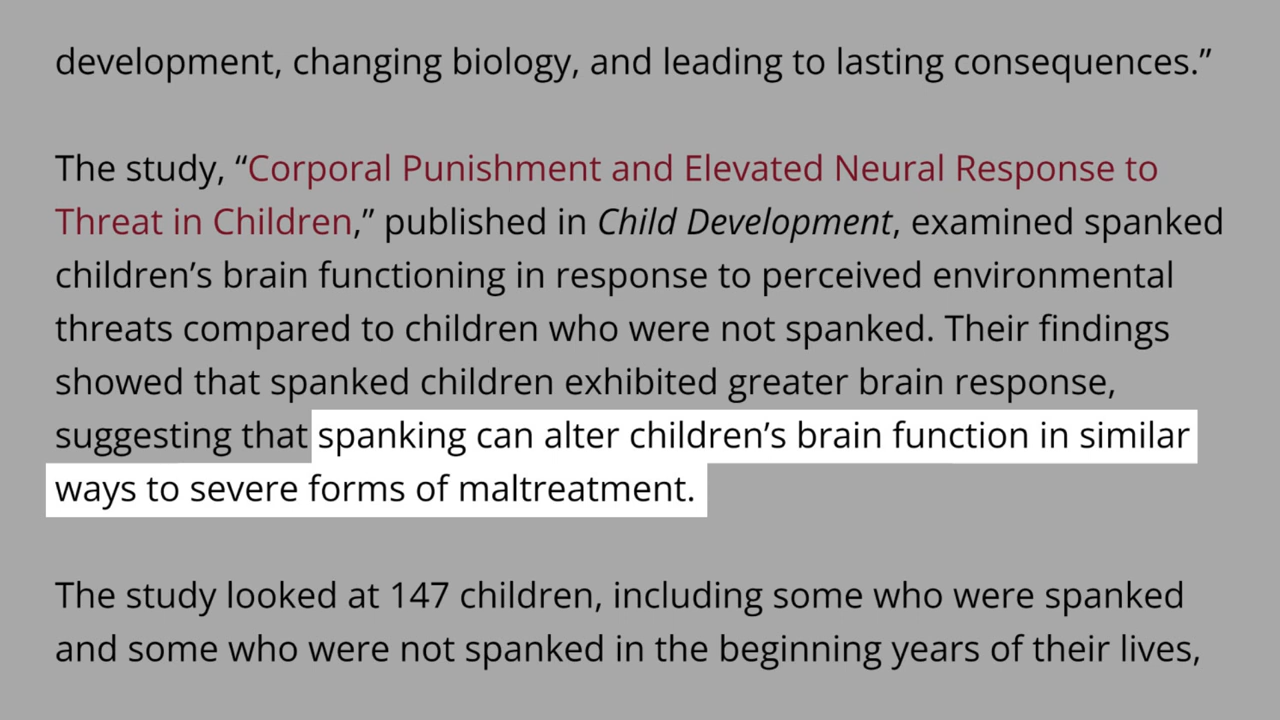 development, changing biology, and leading to lasting consequences.”
The study, “Corporal Punishment and Elevated Neural Response to
Threat in Children,” published in Child Development, examined spanked
children’s brain functioning in response to perceived environmental
threats compared to children who were not spanked. Their findings
showed that spanked children exhibited greater brain response,
suggesting that spanking can alter children’s brain function in similar
ways to severe forms of maltreatment.
The study looked at 147 children, including some who were spanked
and some who were not spanked in the beginning years of their lives,